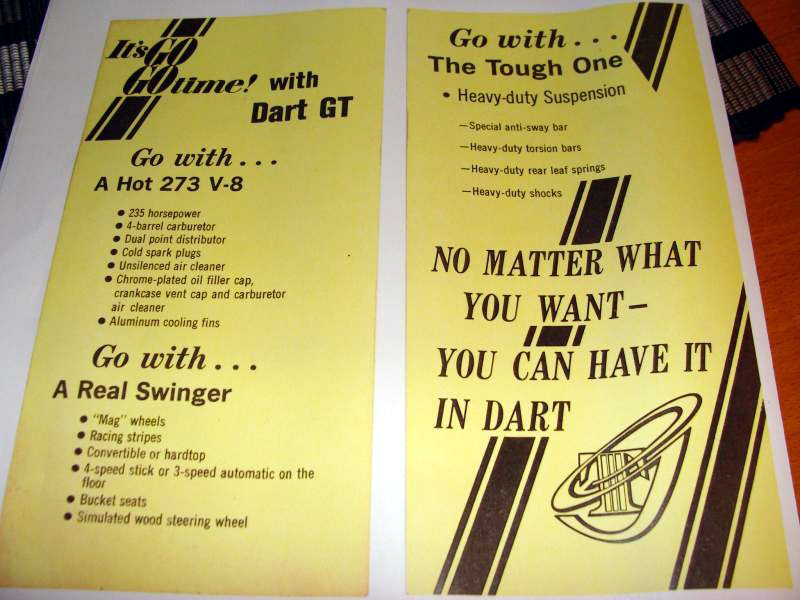 It's GO
GO time! with
Dart GT
Go with...
A Hot 273 V-8
• 235 horsepower
• 4-barrel carburetor
• Dual point distributor
• Cold spark plugs
• Unsilenced air cleaner
• Chrome-plated oil filler cap,
crankcase vent cap and carburetor
air cleaner
• Aluminum cooling fins
Go with...
A Real Swinger
• "Mag" wheels
• Racing stripes
• Convertible or hardtop
• 4-speed stick or 3-speed automatic on the
floor
• Bucket seats
• Simulated wood steering wheel
Go with...
The Tough One
• Heavy-duty Suspension
—Special anti-sway bar
—Heavy-duty torsion bars
—Heavy-duty rear leaf springs
—Heavy-duty shocks
NO MATTER WHAT
YOU WANT—
YOU CAN HAVE IT
IN DART